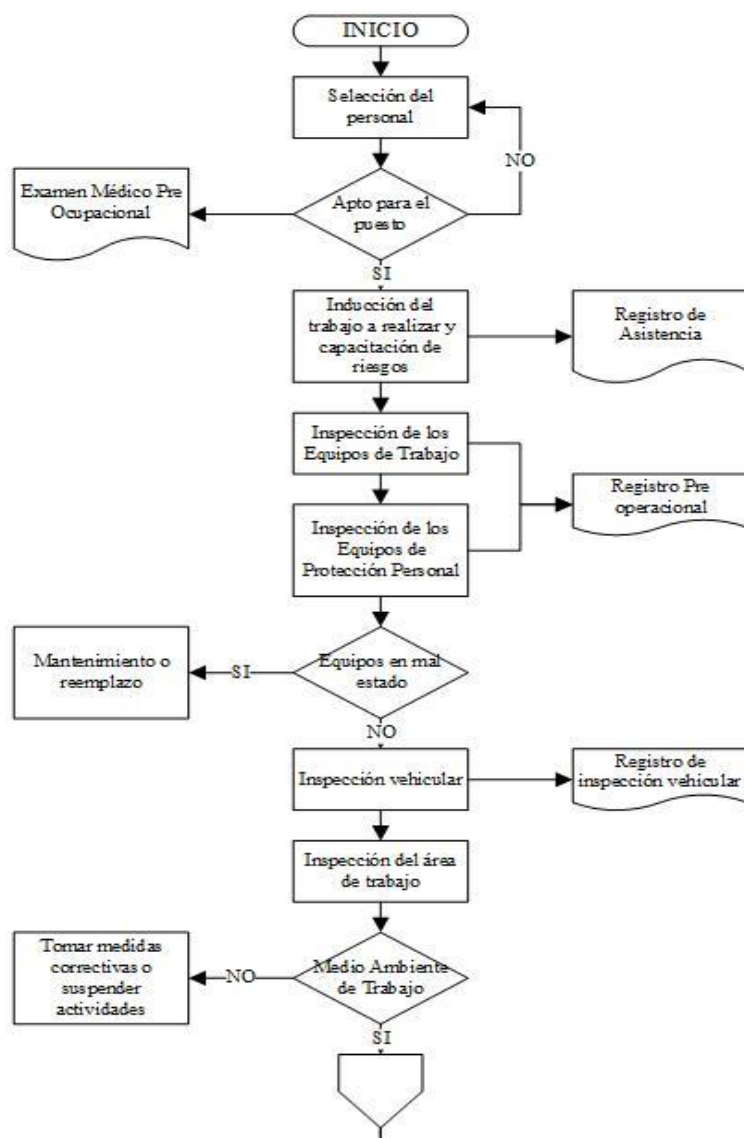 INICIO
Selección del
personal
NO
Examen Médico Pre
Ocupacional
Apto para el
puesto
SI
Inducción del
trabajo a realizar y
capacitación de
riesgos
Registro de
Asistencia
Inspección de los
Equipos de Trabajo
Registro Pre
operacional
Inspección de los
Equipos de
Protección Personal
Mantenimiento o
reemplazo
SI
Equipos en mal
estado
NO
Inspección vehicular
Registro de
inspección vehicular
Inspección del área
de trabajo
Tomar medidas
correctivas o
suspender
actividades
NO
Medio Ambiente
de Trabajo
SI